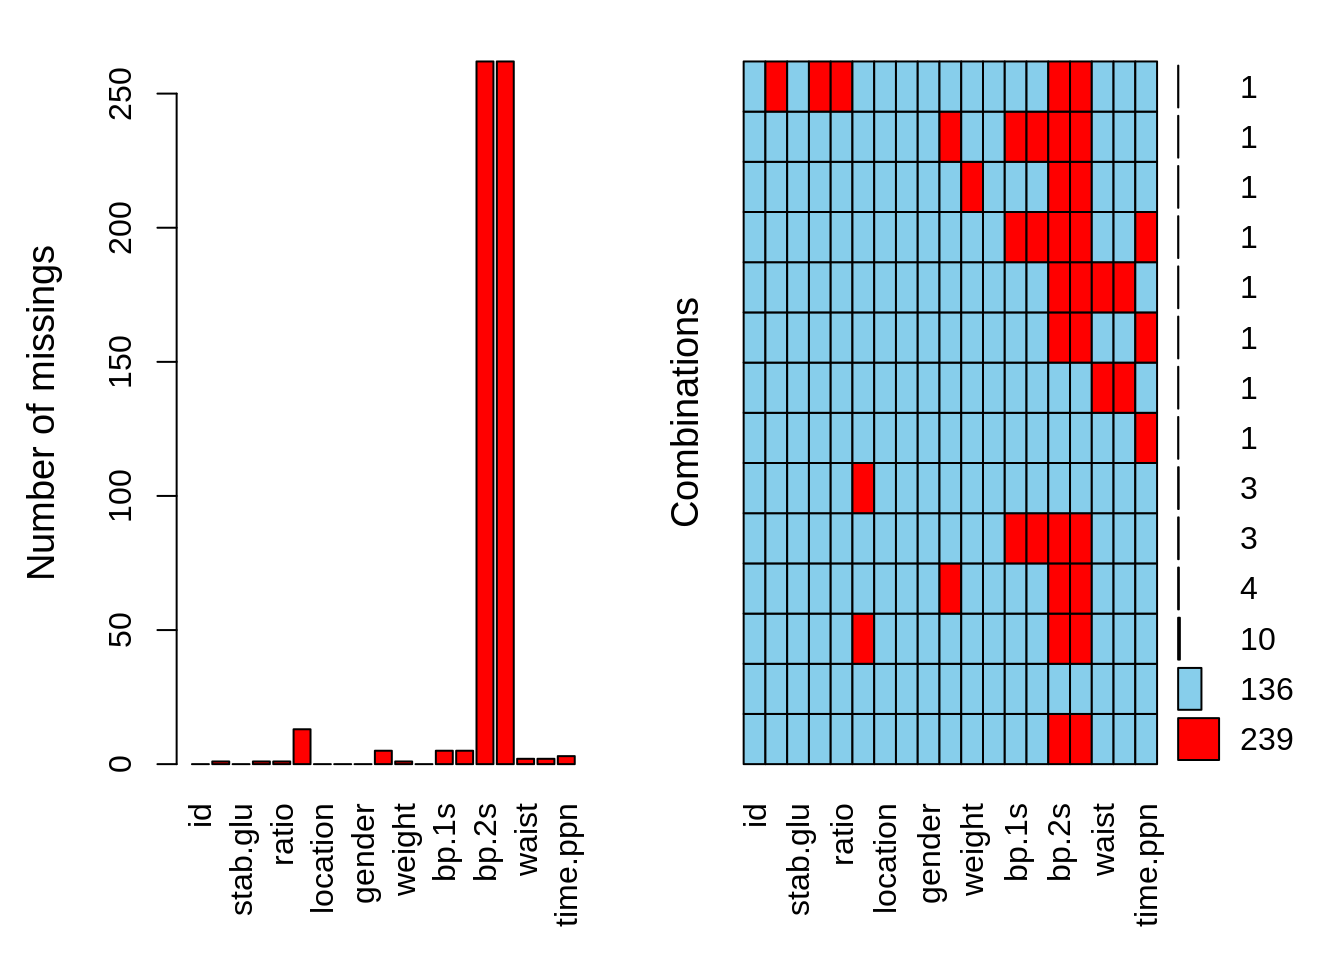 Number of missings
250
200
150
100
50
0
id
stab.glu
ratio
location
gender
weight
bp.1s
bp.2s
waist
time.ppn
Combinations
1
1
1
1
1
1
1
1
3
3
4
10
136
239
id
stab.glu
ratio
location
gender
weight
bp.1s
bp.2s
waist
time.ppn